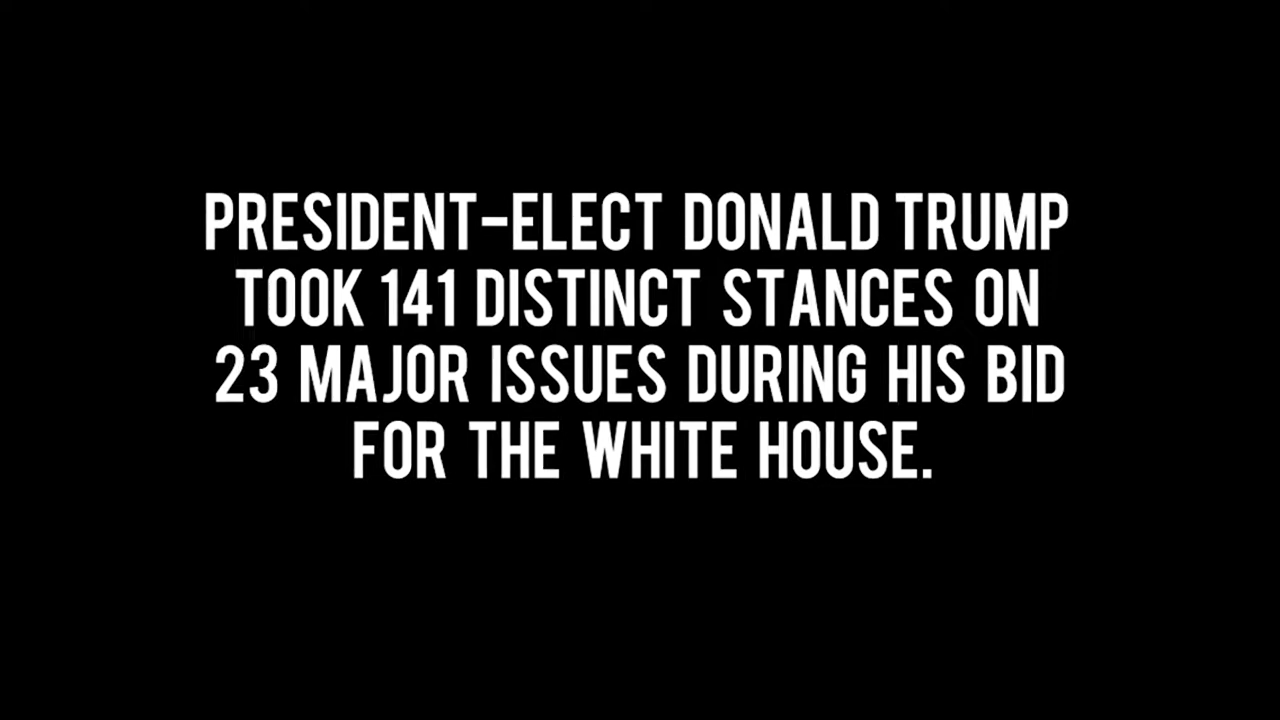 PRESIDENT-ELECT DONALD TRUMP
TOOK 141 DISTINCT STANCES ON
23 MAJOR ISSUES DURING HIS BID
FOR THE WHITE HOUSE.